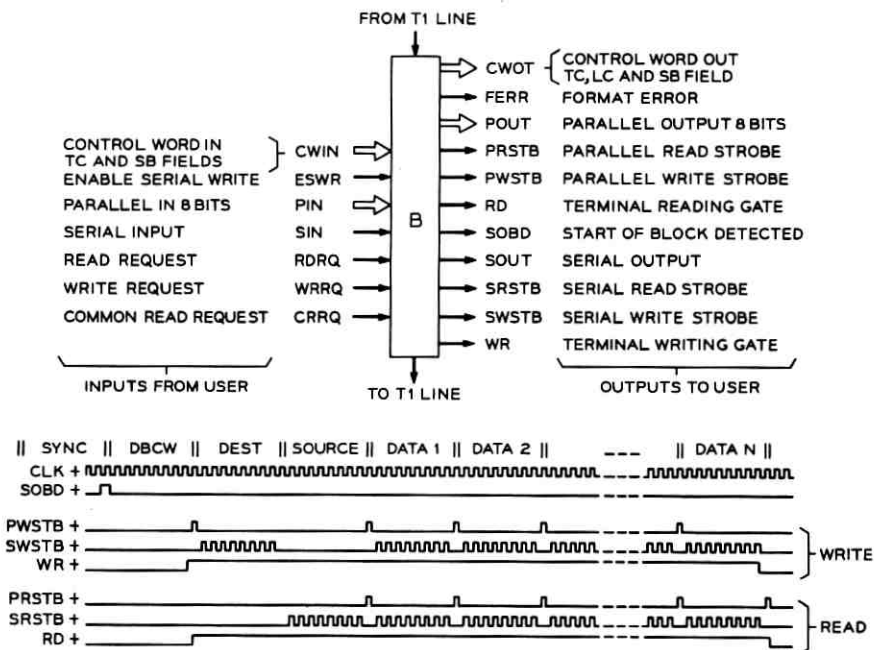 FROM T1 LINE
CWOT { CONTROL WORD OUT
TC, LC AND SB FIELD
FERR FORMAT ERROR
POUT PARALLEL OUTPUT 8 BITS
CONTROL WORD IN
TC AND SB FIELDS } CWIN
PRSTB PARALLEL READ STROBE
ENABLE SERIAL WRITE ESWR
PWSTB PARALLEL WRITE STROBE
PARALLEL IN 8 BITS PIN
B
RD TERMINAL READING GATE
SERIAL INPUT SIN
SOBD START OF BLOCK DETECTED
READ REQUEST RDRQ
SOUT SERIAL OUTPUT
WRITE REQUEST WRRQ
SRSTB SERIAL READ STROBE
COMMON READ REQUEST CRRQ
SWSTB SERIAL WRITE STROBE
WR TERMINAL WRITING GATE
INPUTS FROM USER
TO T1 LINE
OUTPUTS TO USER
|| SYNC || DBCW || DEST || SOURCE || DATA 1 || DATA 2 || ---- || DATA N ||
CLK +
SOBD +
PWSTB +
SWSTB +
WR +
WRITE
PRSTB +
SRSTB +
RD +
READ